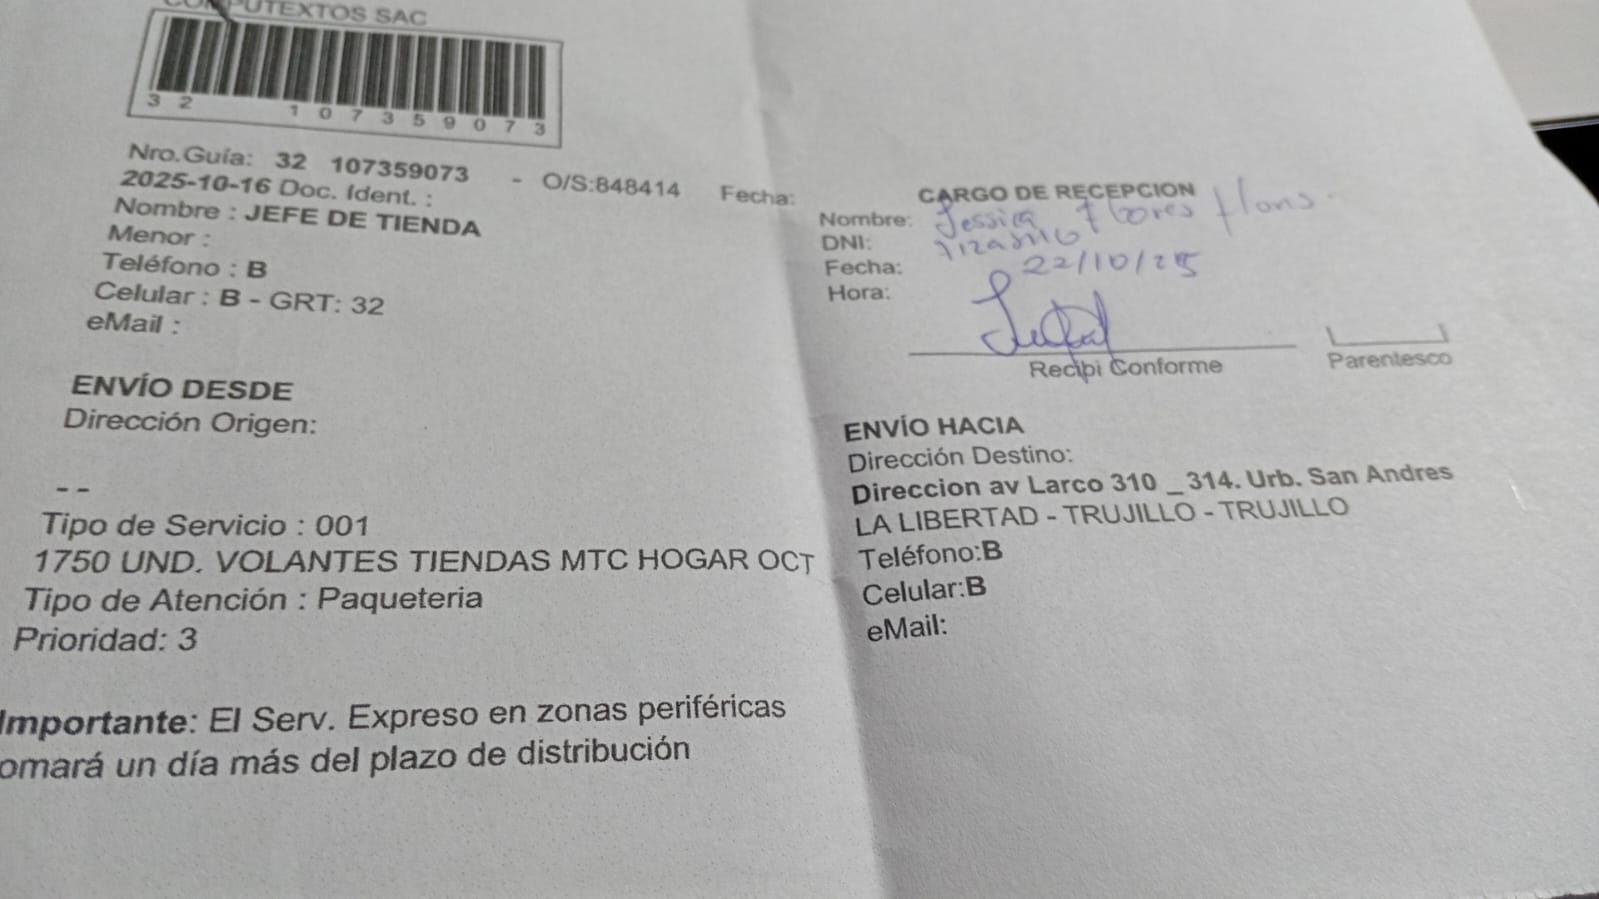 COMPUTEXTOS SAC
32 107359073
Nro.Guía: 32 107359073 - O/S:848414 Fecha:
2025-10-16 Doc. Ident. :
Nombre : JEFE DE TIENDA
Menor :
Teléfono : B
Celular : B - GRT: 32
eMail :
ENVÍO DESDE
Dirección Origen:
- -
Tipo de Servicio : 001
1750 UND. VOLANTES TIENDAS MTC HOGAR OCT
Tipo de Atención : Paqueteria
Prioridad: 3
Importante: El Serv. Expreso en zonas periféricas
omará un día más del plazo de distribución
CARGO DE RECEPCION
Nombre: Jessica Flores
DNI:
Fecha: 22/10/25
Hora:
Recibi Conforme
Parentesco
ENVÍO HACIA
Dirección Destino:
Direccion av Larco 310 _ 314. Urb. San Andres
LA LIBERTAD - TRUJILLO - TRUJILLO
Teléfono:B
Celular:B
eMail: